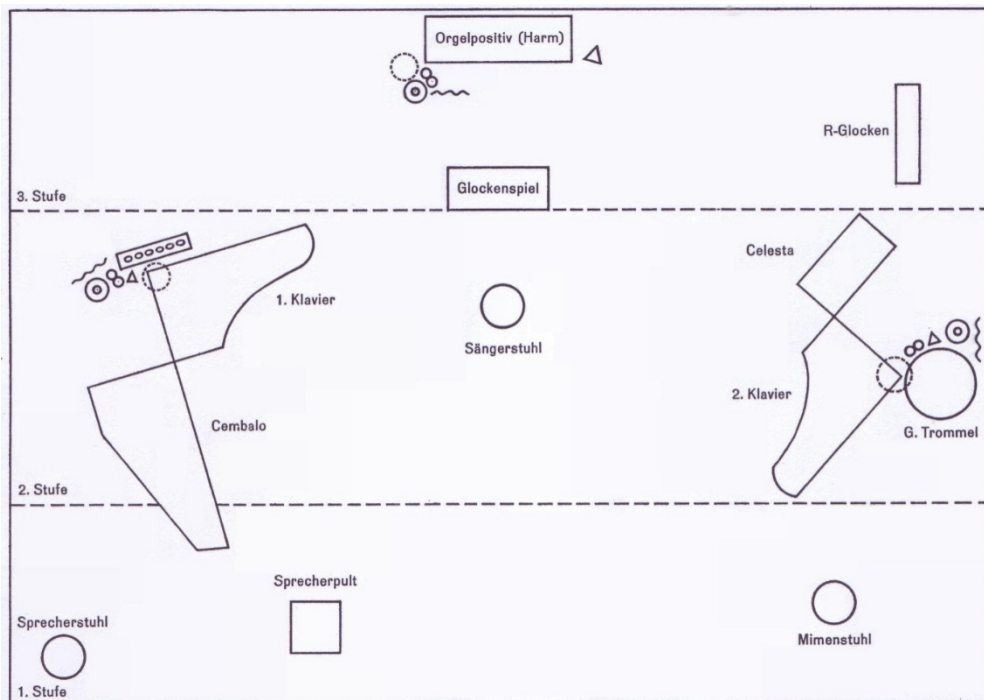 Orgelpositiv (Harm)
R-Glocken
Glockenspiel
3. Stufe
Celesta
1. Klavier
Sängerstuhl
2. Klavier
Cembalo
G. Trommel
2. Stufe
Sprecherpult
Sprecherstuhl
Mimenstuhl
1. Stufe